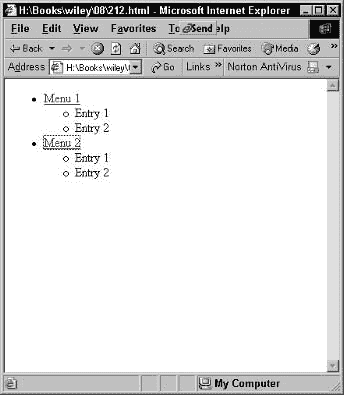 H:\Books\wiley\08\212.html - Microsoft Internet Explorer
File Edit View Favorites To Send elp
Back Search Favorites Media
Address H:\Books\wiley\ Go Links » Norton AntiVirus
Menu 1
Entry 1
Entry 2
Menu 2
Entry 1
Entry 2
My Computer